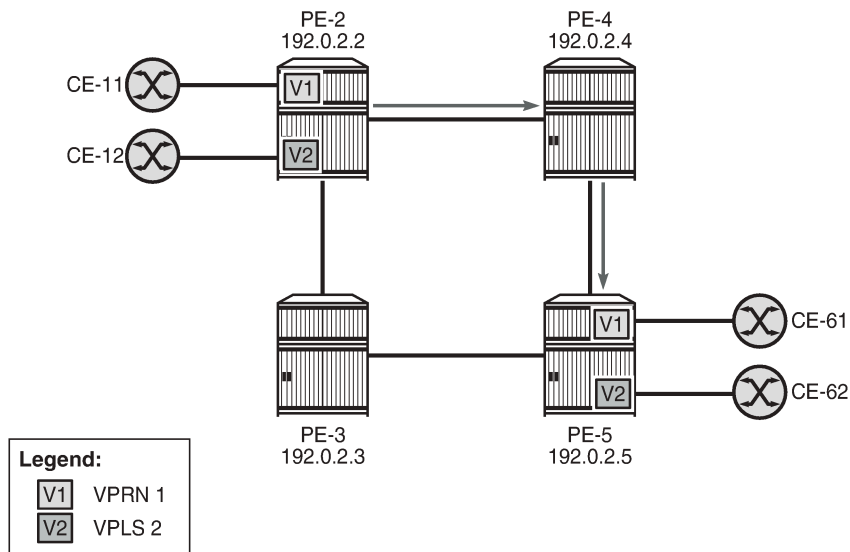 PE-2
192.0.2.2
PE-4
192.0.2.4
CE-11
V1
CE-12
V2
V1
CE-61
V2
CE-62
PE-3
192.0.2.3
PE-5
192.0.2.5
Legend:
V1 VPRN 1
V2 VPLS 2